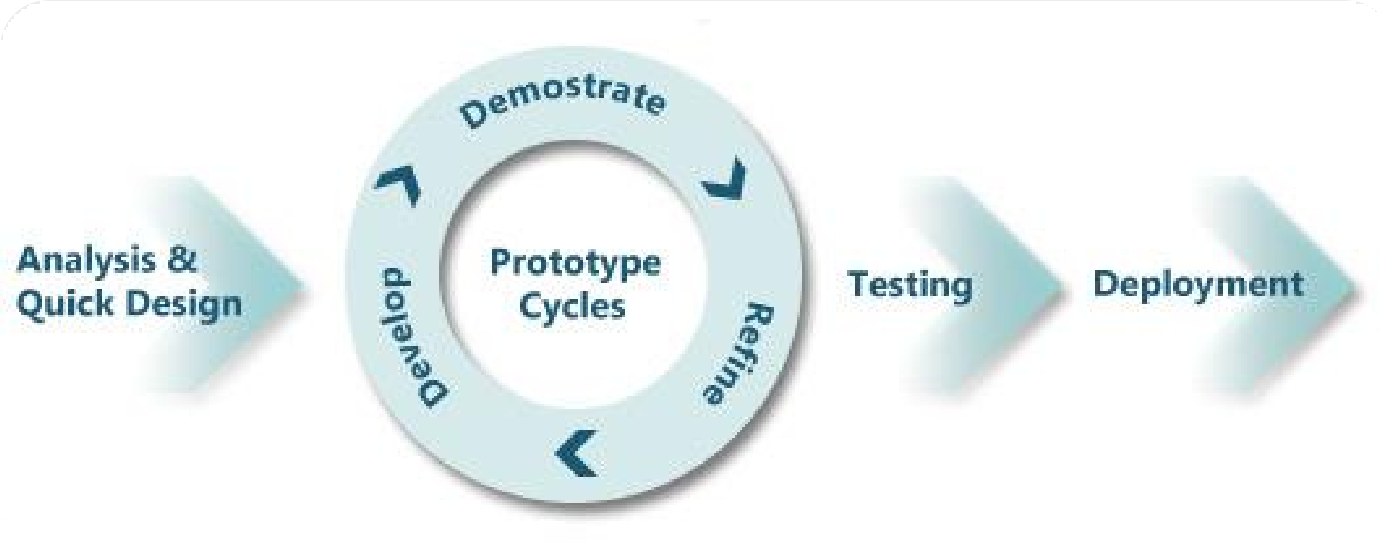 Analysis &
Quick Design
Demostrate
Develop
Prototype
Cycles
Refine
Testing
Deployment